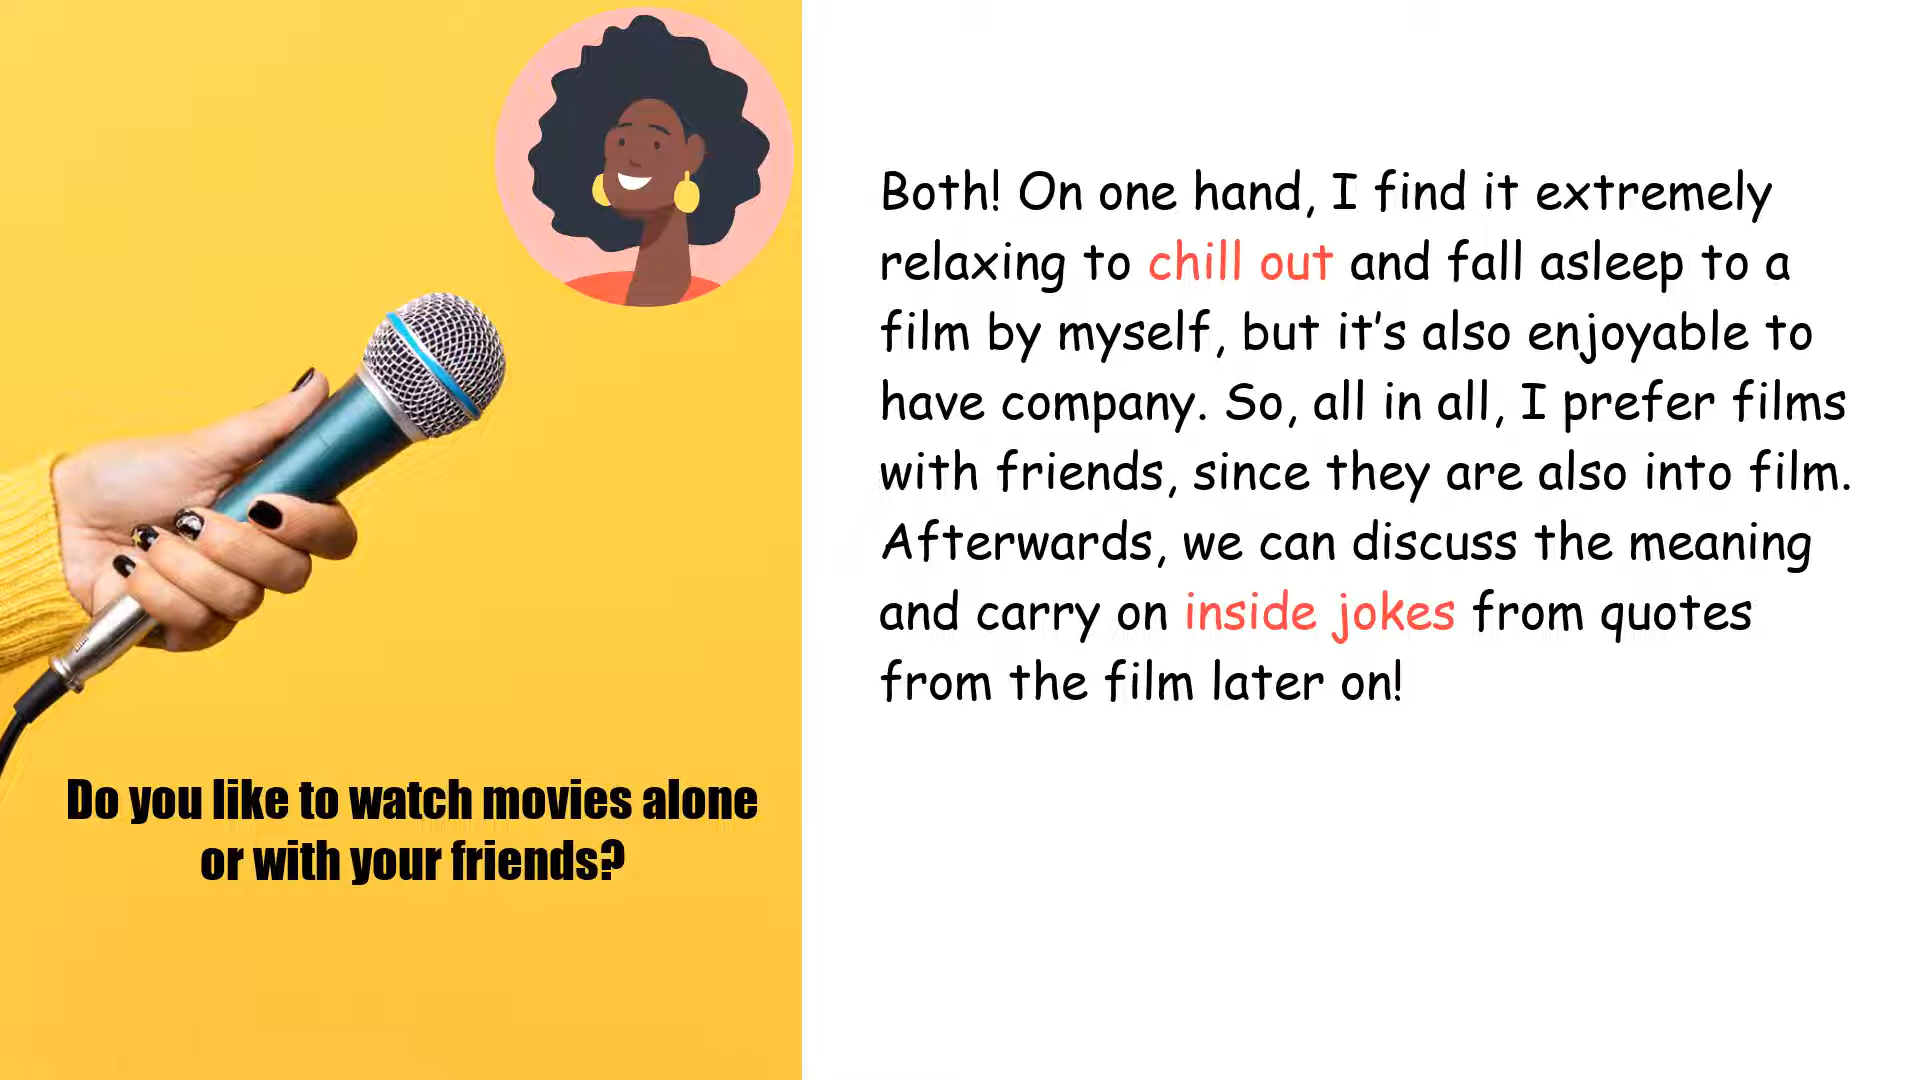 Do you like to watch movies alone
or with your friends?
Both! On one hand, I find it extremely
relaxing to chill out and fall asleep to a
film by myself, but it's also enjoyable to
have company. So, all in all, I prefer films
with friends, since they are also into film.
Afterwards, we can discuss the meaning
and carry on inside jokes from quotes
from the film later on!